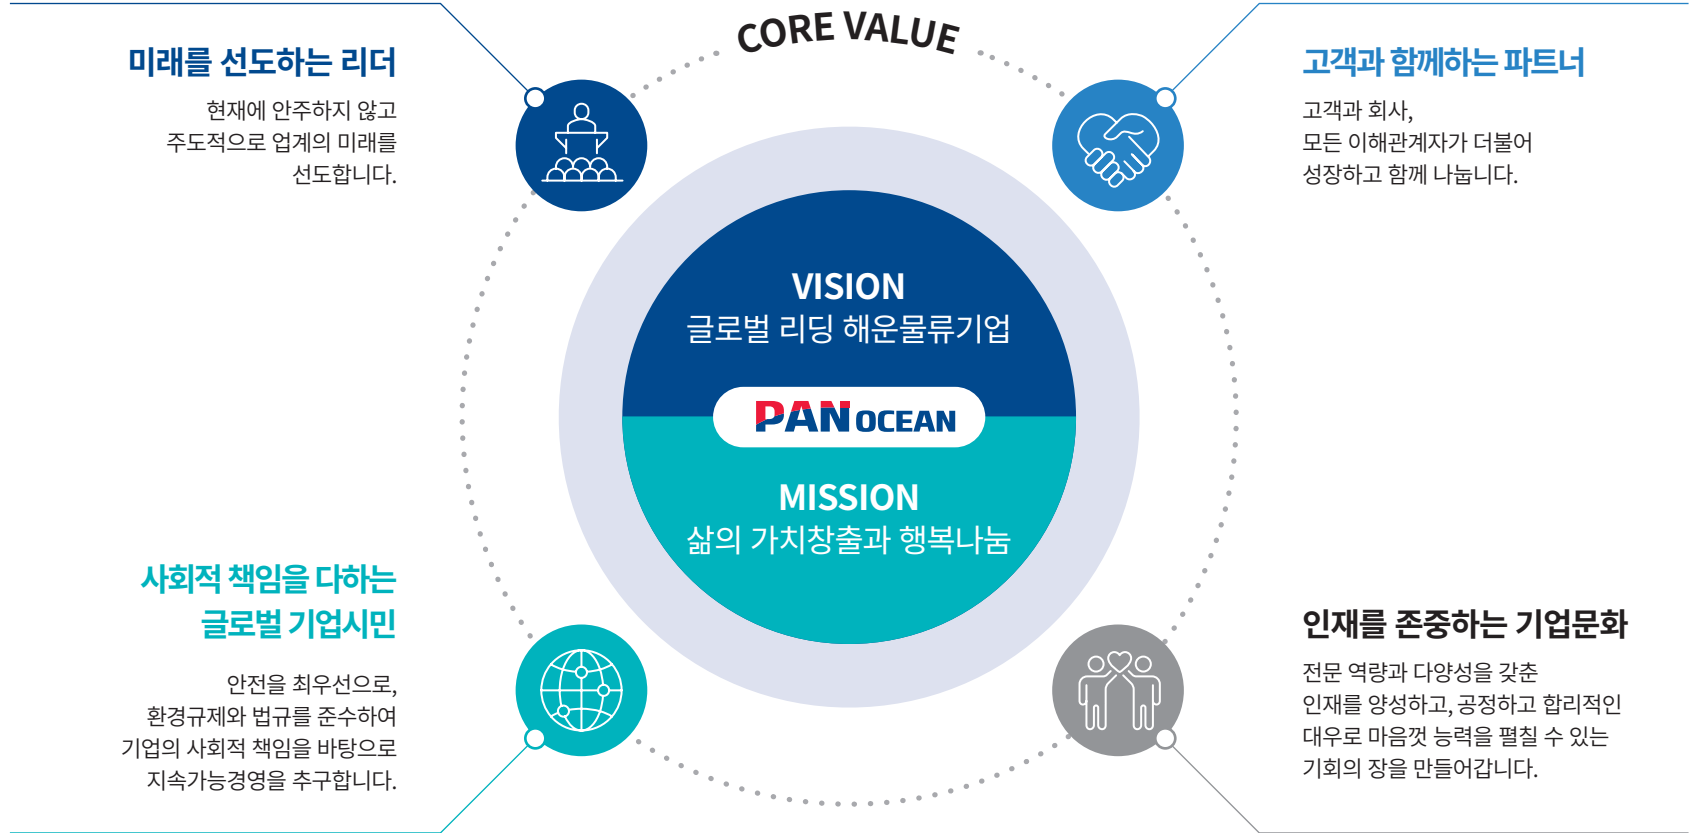 CORE VALUE
미래를 선도하는 리더
현재에 안주하지 않고
주도적으로 업계의 미래를
선도합니다.
고객과 함께하는 파트너
고객과 회사,
모든 이해관계자가 더불어
성장하고 함께 나눕니다.
VISION
글로벌 리딩 해운물류기업
PAN OCEAN
MISSION
삶의 가치창출과 행복나눔
사회적 책임을 다하는
글로벌 기업시민
안전을 최우선으로,
환경규제와 법규를 준수하여
기업의 사회적 책임을 바탕으로
지속가능경영을 추구합니다.
인재를 존중하는 기업문화
전문 역량과 다양성을 갖춘
인재를 양성하고, 공정하고 합리적인
대우로 마음껏 능력을 펼칠 수 있는
기회의 장을 만들어갑니다.